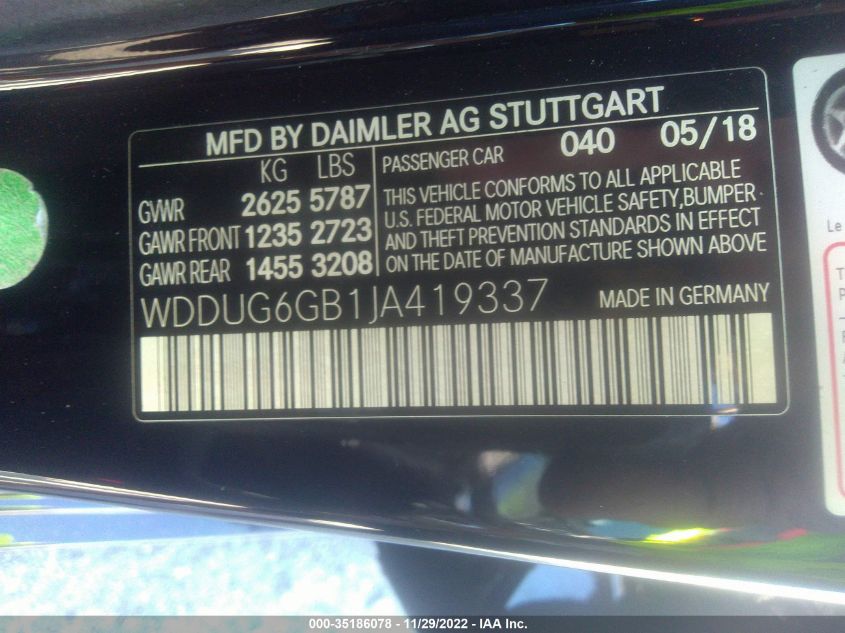 MFD BY DAIMLER AG STUTTGART
KG LBS
GVWR 2625 5787
GAWR FRONT 1235 2723
GAWR REAR 1455 3208
PASSENGER CAR 040 05/18
THIS VEHICLE CONFORMS TO ALL APPLICABLE
U.S. FEDERAL MOTOR VEHICLE SAFETY,BUMPER
AND THEFT PREVENTION STANDARDS IN EFFECT
ON THE DATE OF MANUFACTURE SHOWN ABOVE
WDDUG6GB1JA419337 MADE IN GERMANY
Le
000-35186078 - 11/29/2022 - IAA Inc.